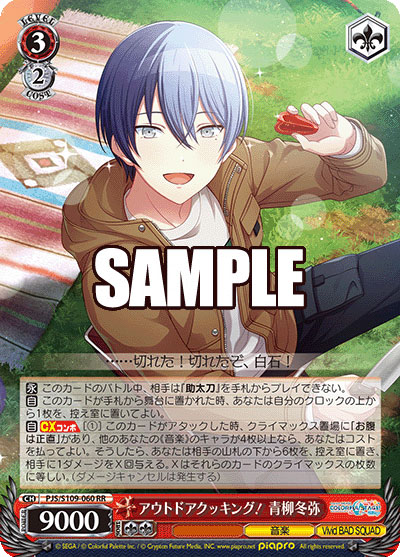 LEVEL
3
2
COST
SAMPLE
……切れた！切れたぞ、白石！
永 このカードのバトル中、相手は『助太刀』を手札からプレイできない。
自 このカードが手札から舞台に置かれた時、あなたは自分のクロックの上から1枚を、控え室に置いてよい。
自 CXコンボ [①] このカードがアタックした時、クライマックス置場に「お腹は正直」があり、他のあなたの《音楽》のキャラが4枚以上なら、あなたはコストを払ってよい。そうしたら、あなたは相手の山札の下から6枚を、控え室に置き、相手に1ダメージをX回与える。Xはそれらのカードのクライマックスの枚数に等しい。（ダメージキャンセルは発生する）
CH PJS/S109-060 RR
アウトドアクッキング！ 青柳冬弥
COLORFUL STAGE!
POWER
9000
piapro
音楽
Vivid BAD SQUAD
© SEGA / © Colorful Palette Inc. / © Crypton Future Media, INC. www.piapro.net piapro All rights reserved.